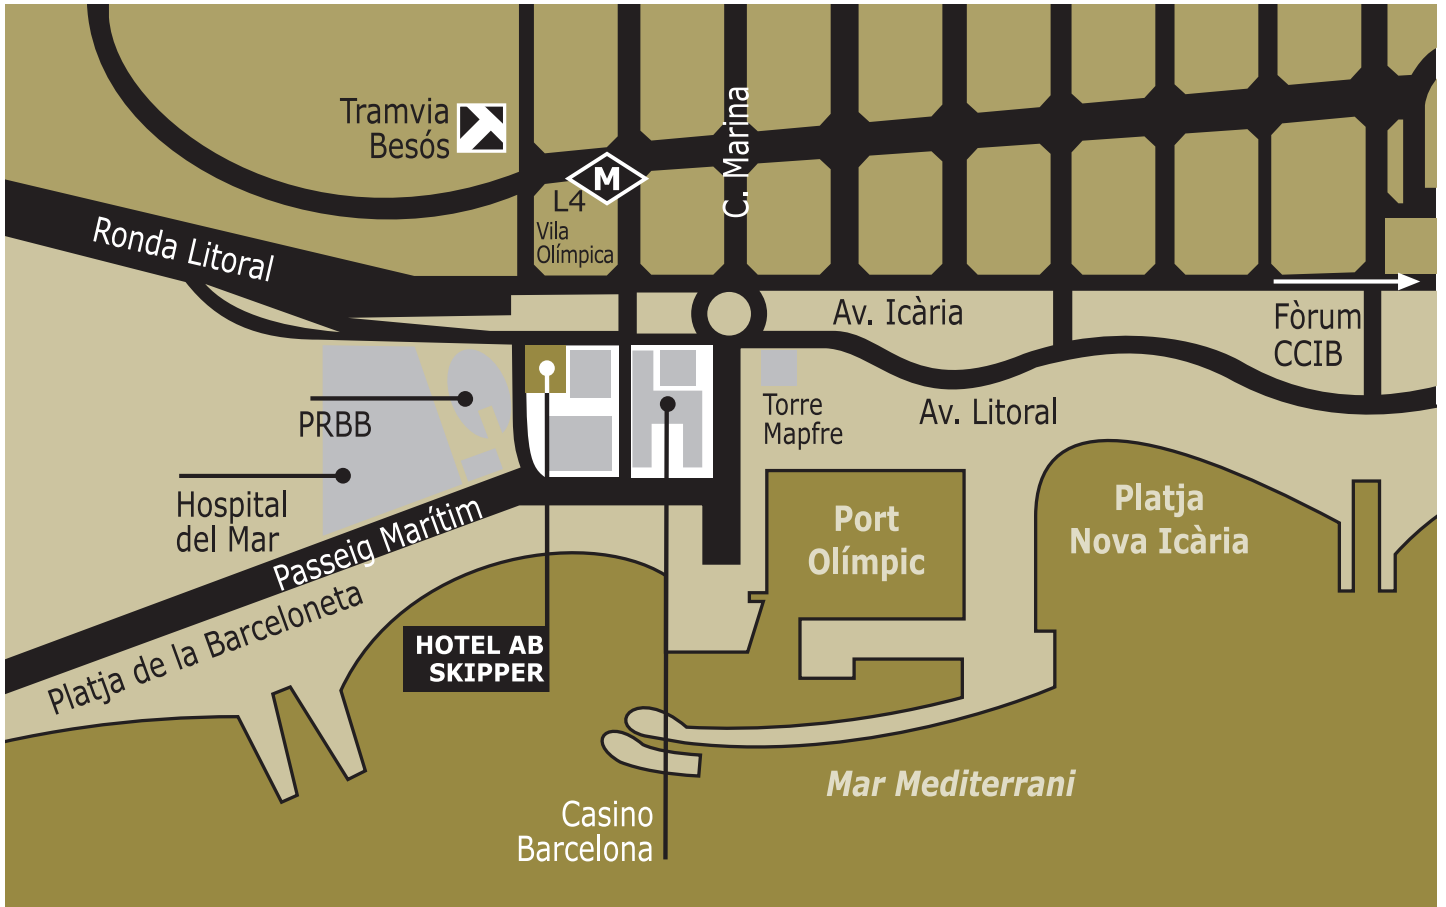 Tramvia
Besós
C. Marina
M
L4
Vila
Olímpica
Ronda Litoral
Av. Icària
Fòrum
CCIB
PRBB
Torre
Mapfre
Av. Litoral
Hospital
del Mar
Passeig Marítim
Port
Olímpic
Platja
Nova Icària
Platja de la Barceloneta
HOTEL AB
SKIPPER
Mar Mediterrani
Casino
Barcelona